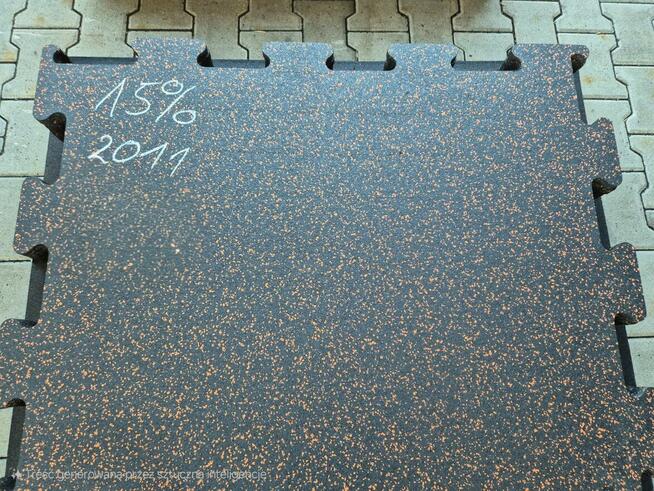 15%
2011
Treść generowana przez sztuczną inteligencję